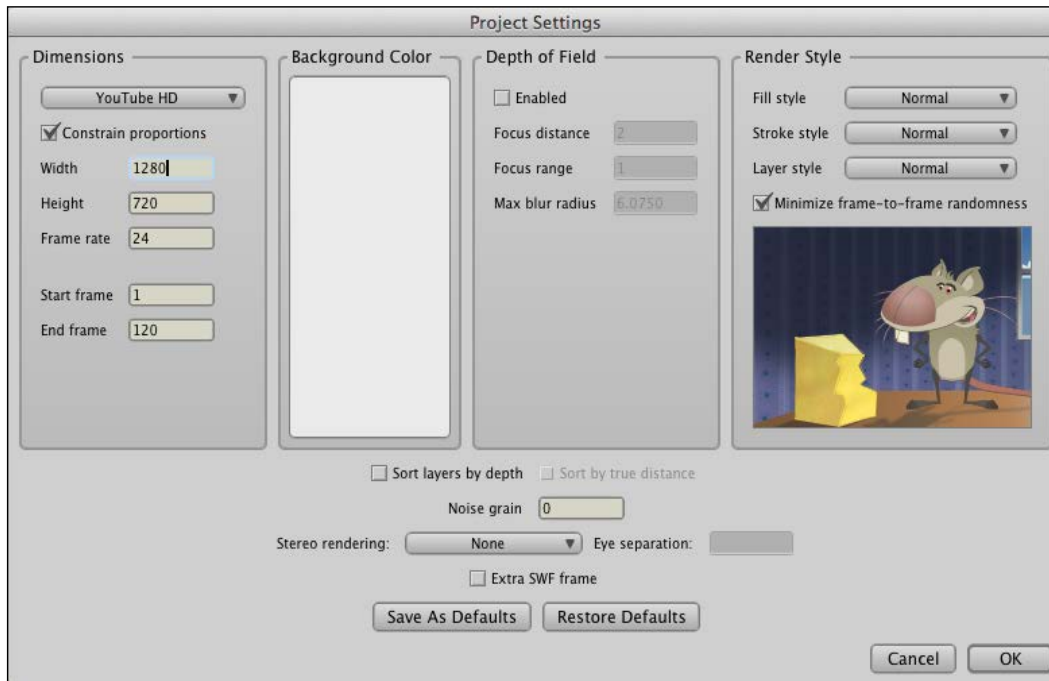 Project Settings
Dimensions
YouTube HD
Constrain proportions
Width 1280
Height 720
Frame rate 24
Start frame 1
End frame 120
Background Color
Depth of Field
Enabled
Focus distance 2
Focus range 1
Max blur radius 6.0750
Render Style
Fill style Normal
Stroke style Normal
Layer style Normal
Minimize frame-to-frame randomness
Sort layers by depth Sort by true distance
Noise grain 0
Stereo rendering: None Eye separation:
Extra SWF frame
Save As Defaults Restore Defaults
Cancel OK